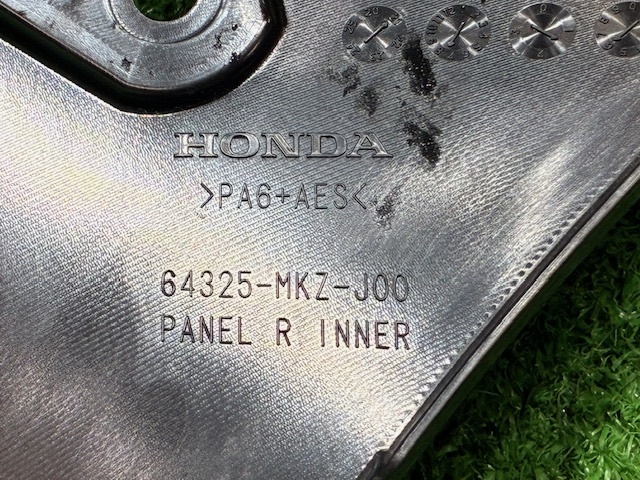 HONDA
>PA6+AES<
64325-MKZ-J00
PANEL R INNER